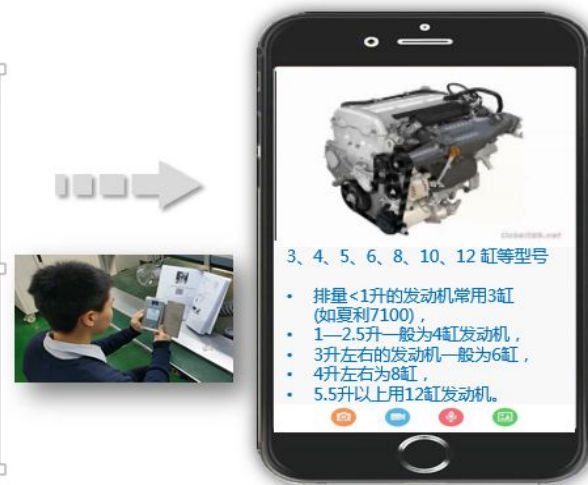 3、4、5、6、8、10、12 缸等型号
• 排量<1升的发动机常用3缸
(如夏利7100)，
• 1—2.5升一般为4缸发动机，
• 3升左右的发动机一般为6缸，
• 4升左右为8缸，
• 5.5升以上用12缸发动机。